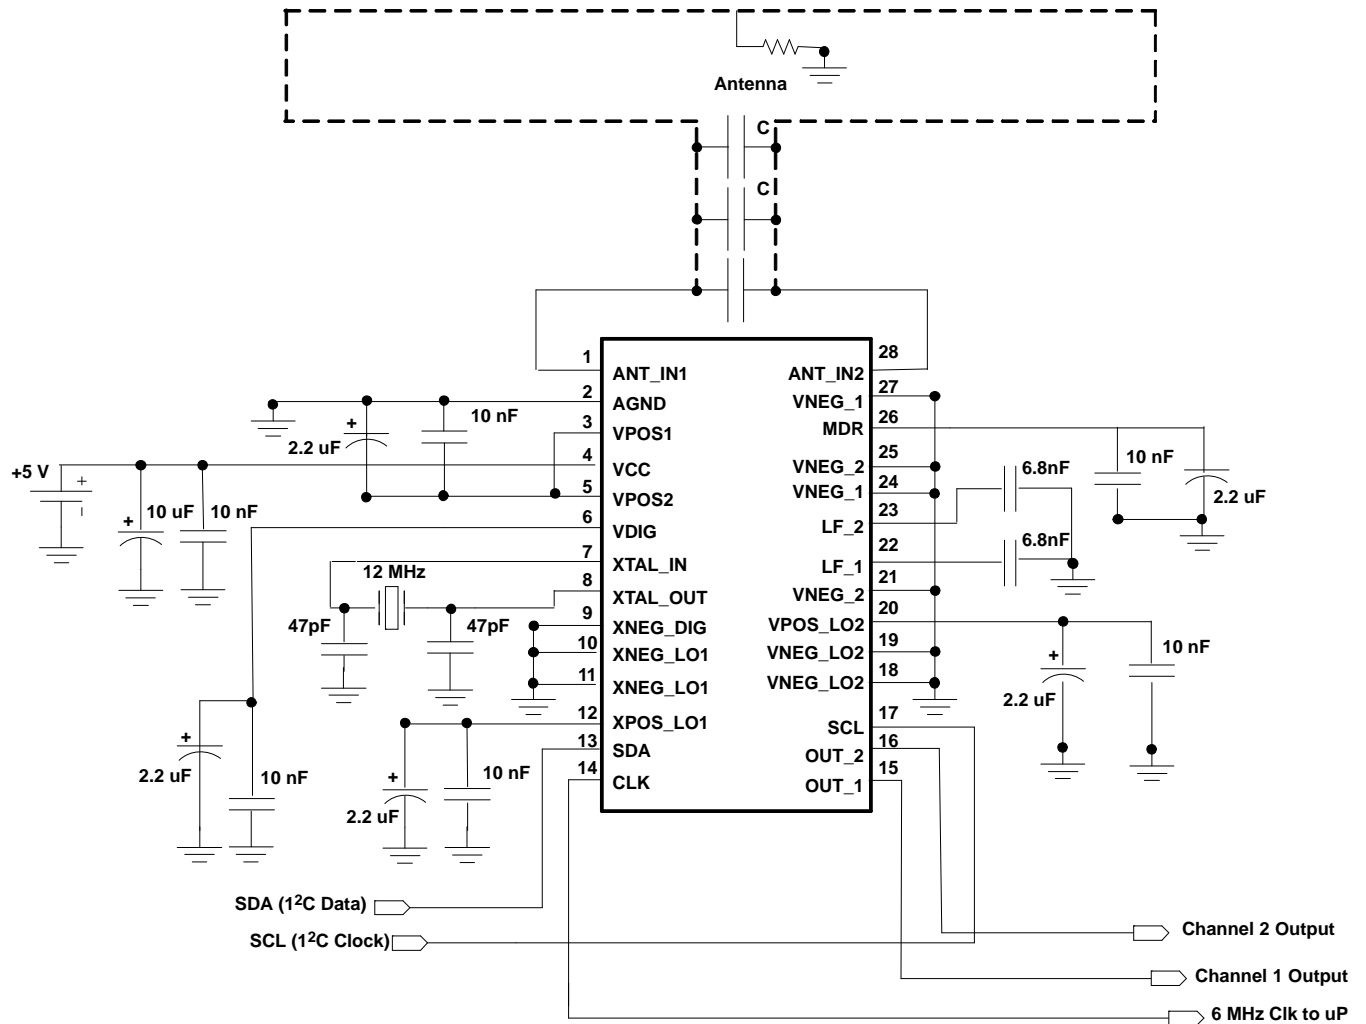 Antenna
C
C
1
ANT_IN1
2
AGND
3
VPOS1
4
VCC
5
VPOS2
6
VDIG
7
XTAL_IN
8
XTAL_OUT
9
XNEG_DIG
10
XNEG_LO1
11
XNEG_LO1
12
XPOS_LO1
13
SDA
14
CLK
28
ANT_IN2
27
VNEG_1
26
MDR
25
VNEG_2
24
VNEG_1
23
LF_2
22
LF_1
21
VNEG_2
20
VPOS_LO2
19
VNEG_LO2
18
VNEG_LO2
17
SCL
16
OUT_2
15
OUT_1
+
2.2 uF
10 nF
+5 V
+
–
+
10 uF
10 nF
12 MHz
47pF
47pF
+
2.2 uF
10 nF
+
2.2 uF
10 nF
6.8nF
6.8nF
10 nF
+
2.2 uF
+
2.2 uF
10 nF
SDA (1²C Data)
SCL (1²C Clock)
Channel 2 Output
Channel 1 Output
6 MHz Clk to uP